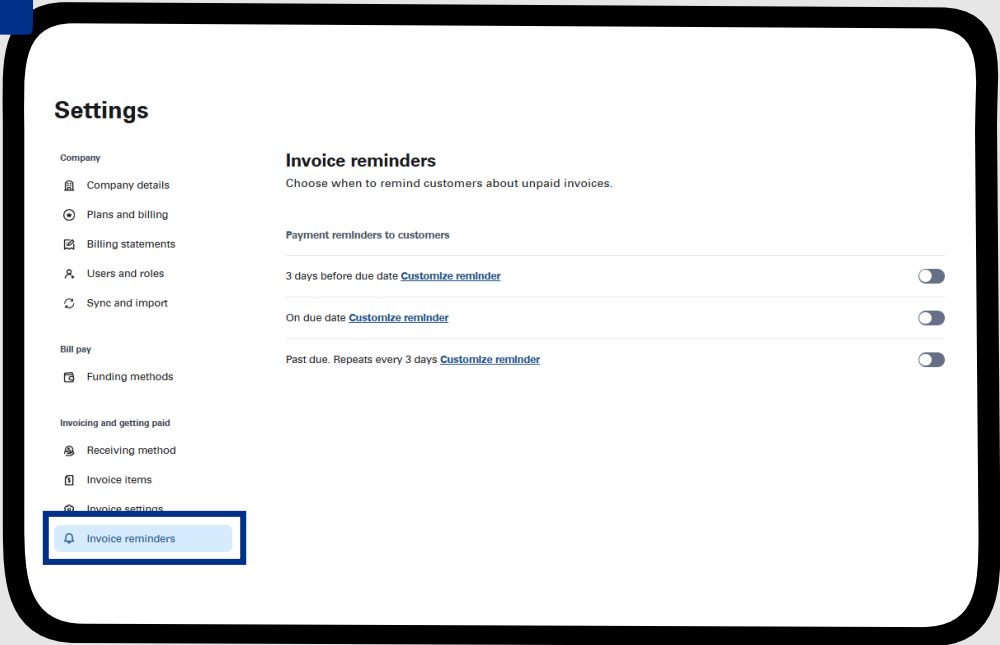 Settings
Company
Company details
Plans and billing
Billing statements
Users and roles
Sync and import
Bill pay
Funding methods
Invoicing and getting paid
Receiving method
Invoice items
Invoice settings
Invoice reminders
Invoice reminders
Choose when to remind customers about unpaid invoices.
Payment reminders to customers
3 days before due date Customize reminder
On due date Customize reminder
Past due. Repeats every 3 days Customize reminder